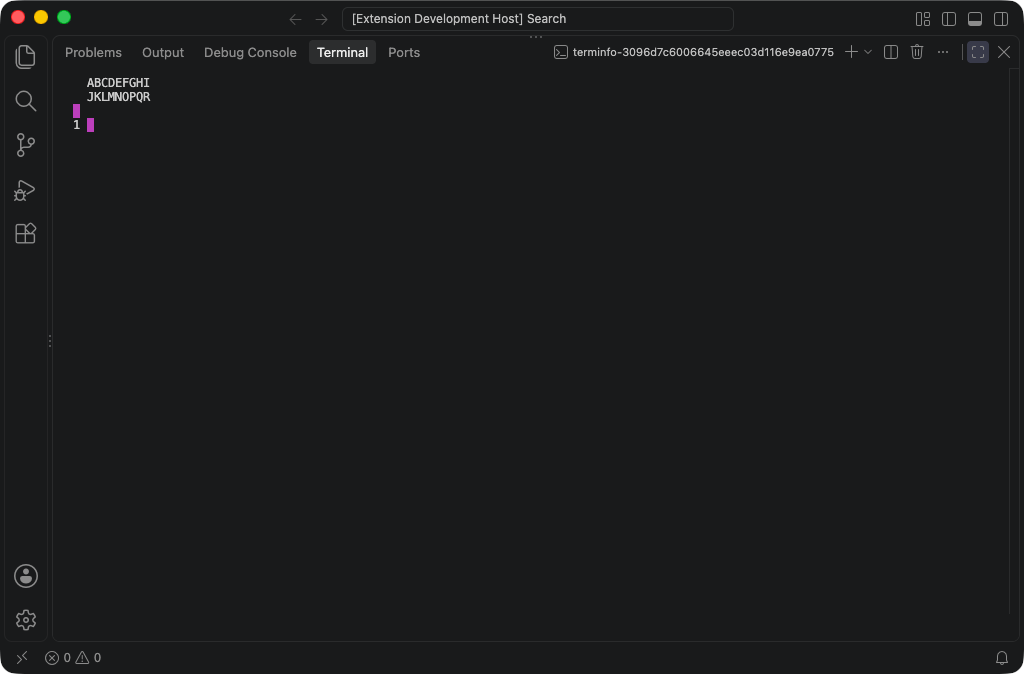 [Extension Development Host] Search
Problems Output Debug Console Terminal Ports terminfo-3096d7c6006645eeec03d116e9ea0775
ABCDEFGHI
JKLMNOPQR
1
0 0